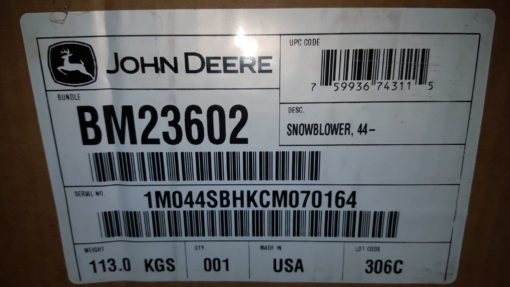 JOHN DEERE
UPC CODE
7 59936 74311 5
BUNDLE
BM23602
DESC.
SNOWBLOWER, 44-
SERIAL NO.
1M044SBHKCM070164
WEIGHT QTY. MADE IN LOT CODE
113.0 KGS 001 USA 306C